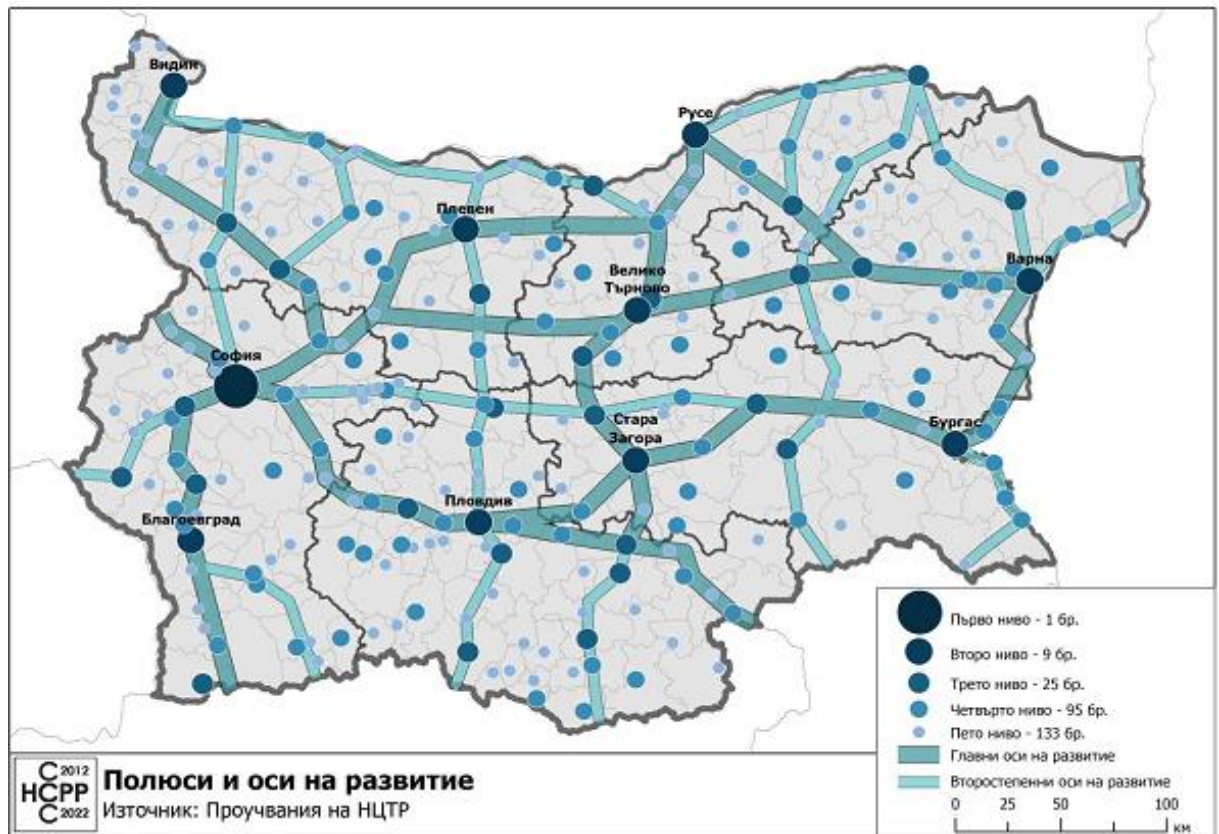 Видин
Русе
Плевен
Велико
Търново
Варна
София
Стара
Загора
Бургас
Пловдив
Благоевград
Първо ниво - 1 бр.
Второ ниво - 9 бр.
Трето ниво - 25 бр.
Четвърто ниво - 95 бр.
Пето ниво - 133 бр.
Главни оси на развитие
Второстепенни оси на развитие
0 25 50 100
км
С 2012
НСРР
С 2022
Полюси и оси на развитие
Източник: Проучвания на НЦТР